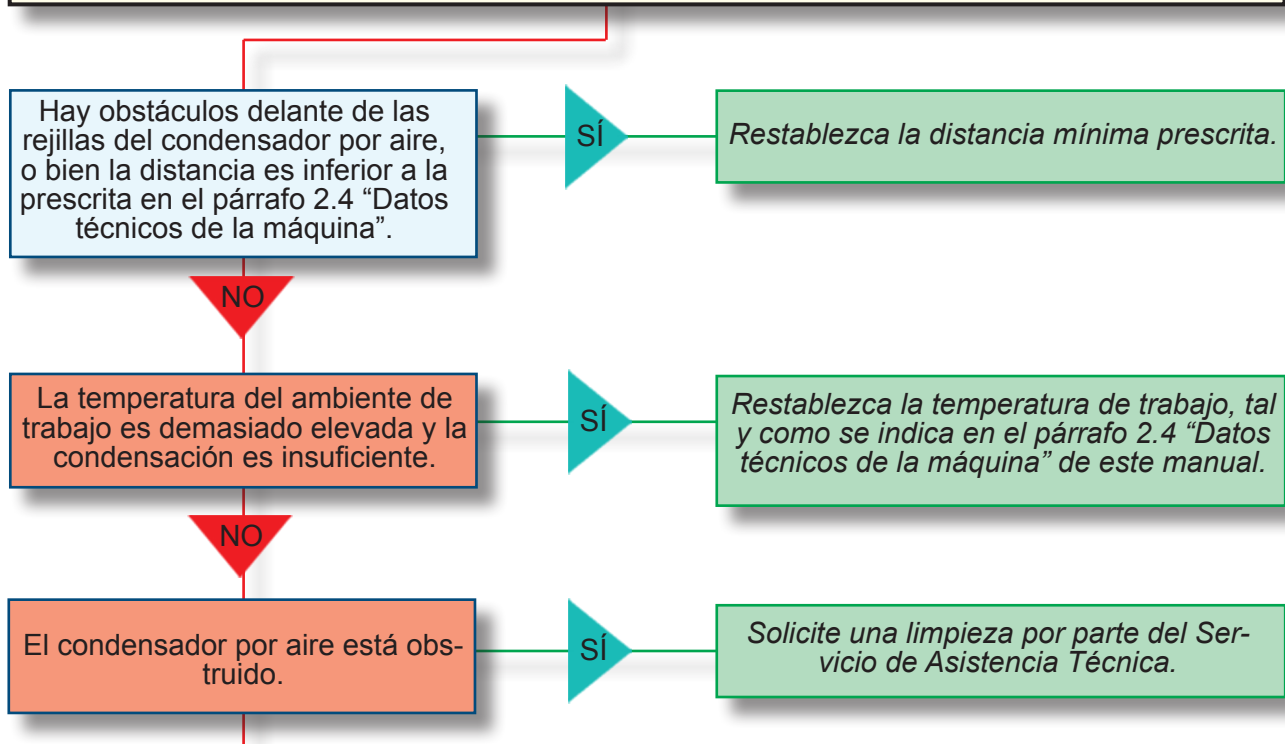 Hay obstáculos delante de las
rejillas del condensador por aire,
o bien la distancia es inferior a la
prescrita en el párrafo 2.4 “Datos
técnicos de la máquina”.
SÍ
Restablezca la distancia mínima prescrita.
NO
La temperatura del ambiente de
trabajo es demasiado elevada y la
condensación es insuficiente.
SÍ
Restablezca la temperatura de trabajo, tal
y como se indica en el párrafo 2.4 “Datos
técnicos de la máquina” de este manual.
NO
El condensador por aire está obs-
truido.
SÍ
Solicite una limpieza por parte del Ser-
vicio de Asistencia Técnica.